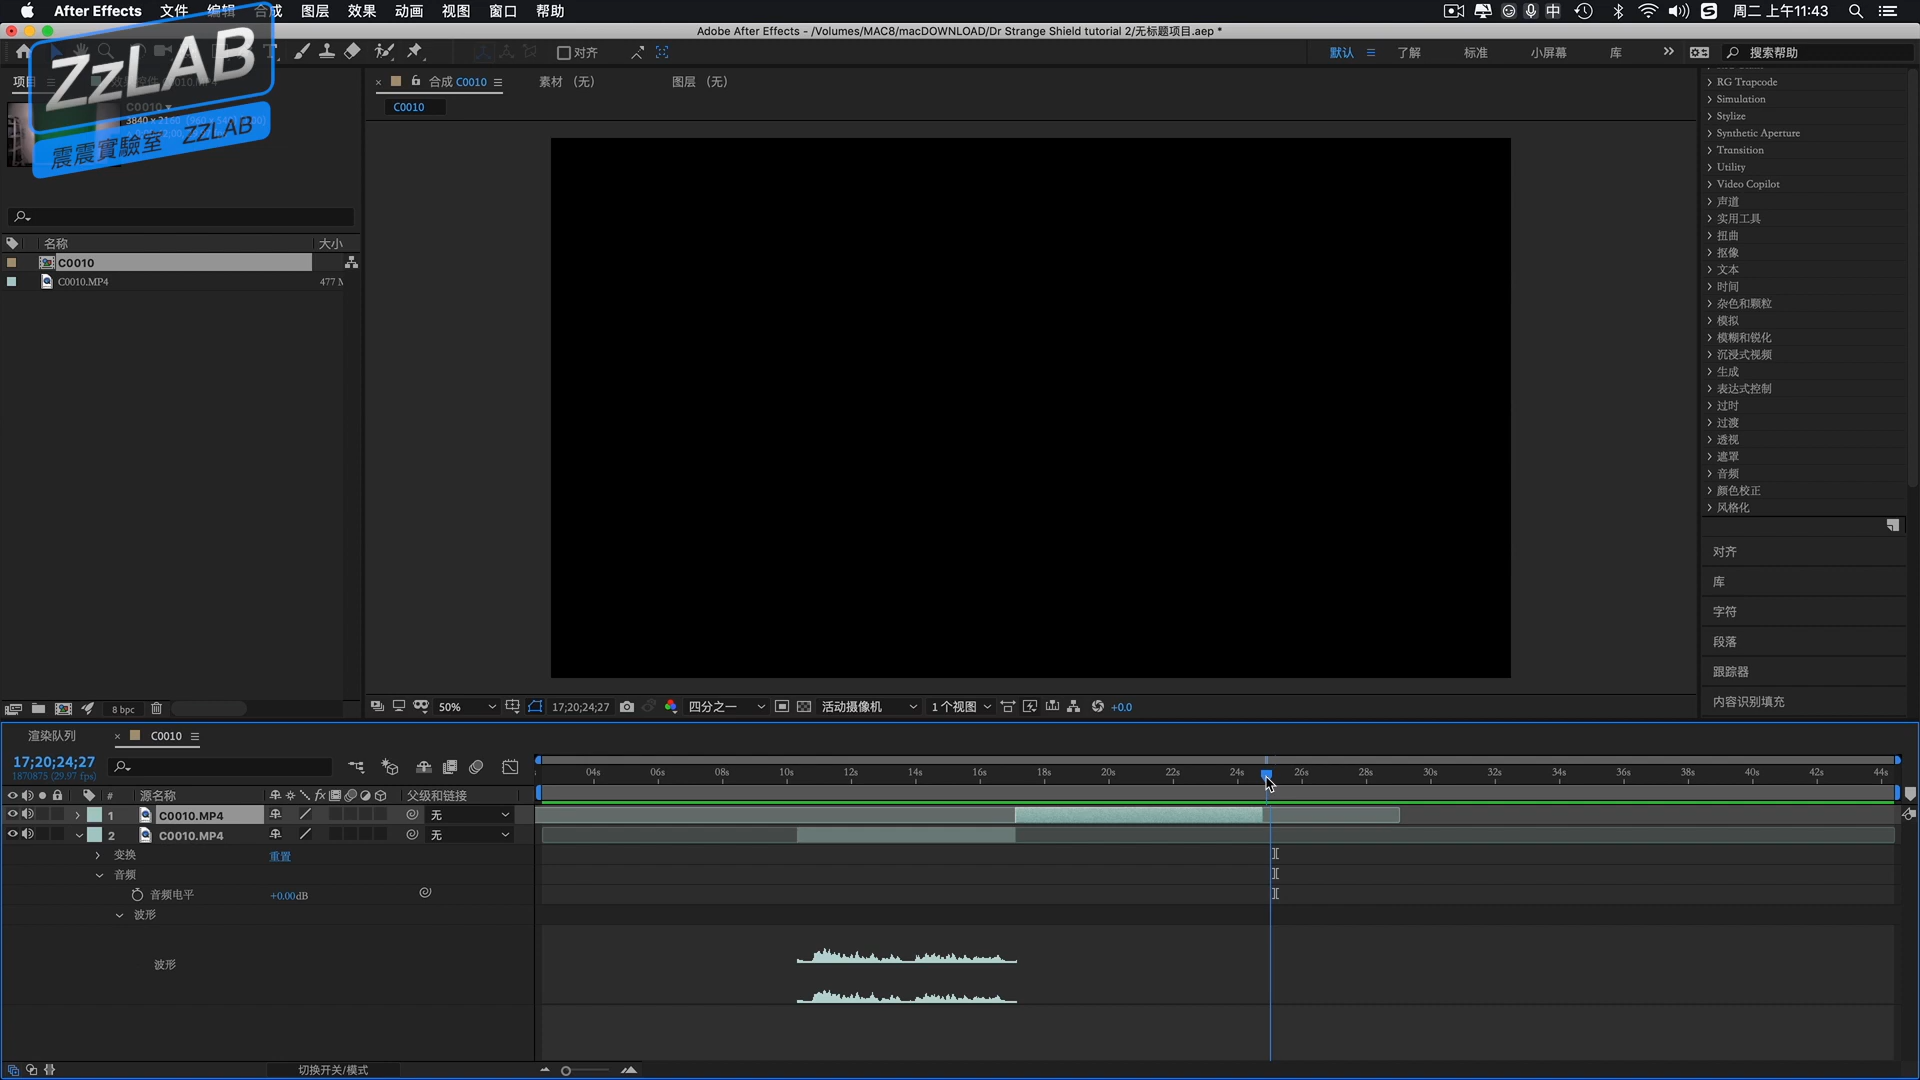 After Effects 文件 编辑 合成 图层 效果 动画 视图 窗口 帮助
中 周二 上午11:43
Adobe After Effects - /Volumes/MAC8/macDOWNLOAD/Dr Strange Shield tutorial 2/无标题项目.aep *
对齐
默认 了解 标准 小屏幕 库 搜索帮助
ZzLAB
震震實驗室 ZZLAB
项目
C0010
合成 C0010
素材 (无)
图层 (无)
C0010
名称 大小
C0010
C0010.MP4 477 M
8 bpc
RG Trapcode
Simulation
Stylize
Synthetic Aperture
Transition
Utility
Video Copilot
声道
实用工具
扭曲
抠像
文本
时间
杂色和颗粒
模拟
模糊和锐化
沉浸式视频
生成
表达式控制
过时
过渡
透视
遮罩
音频
颜色校正
风格化
对齐
库
字符
段落
跟踪器
内容识别填充
50% 17;20;24;27 四分之一 活动摄像机 1个视图 +0.0
渲染队列
C0010
17;20;24;27
1870875 (29.97 fps)
04s 06s 08s 10s 12s 14s 16s 18s 20s 22s 24s 26s 28s 30s 32s 34s 36s 38s 40s 42s 44s
# 源名称 fx 父级和链接
1 C0010.MP4 无
2 C0010.MP4 无
变换 重置
音频
音频电平 +0.00dB
波形
波形
切换开关/模式